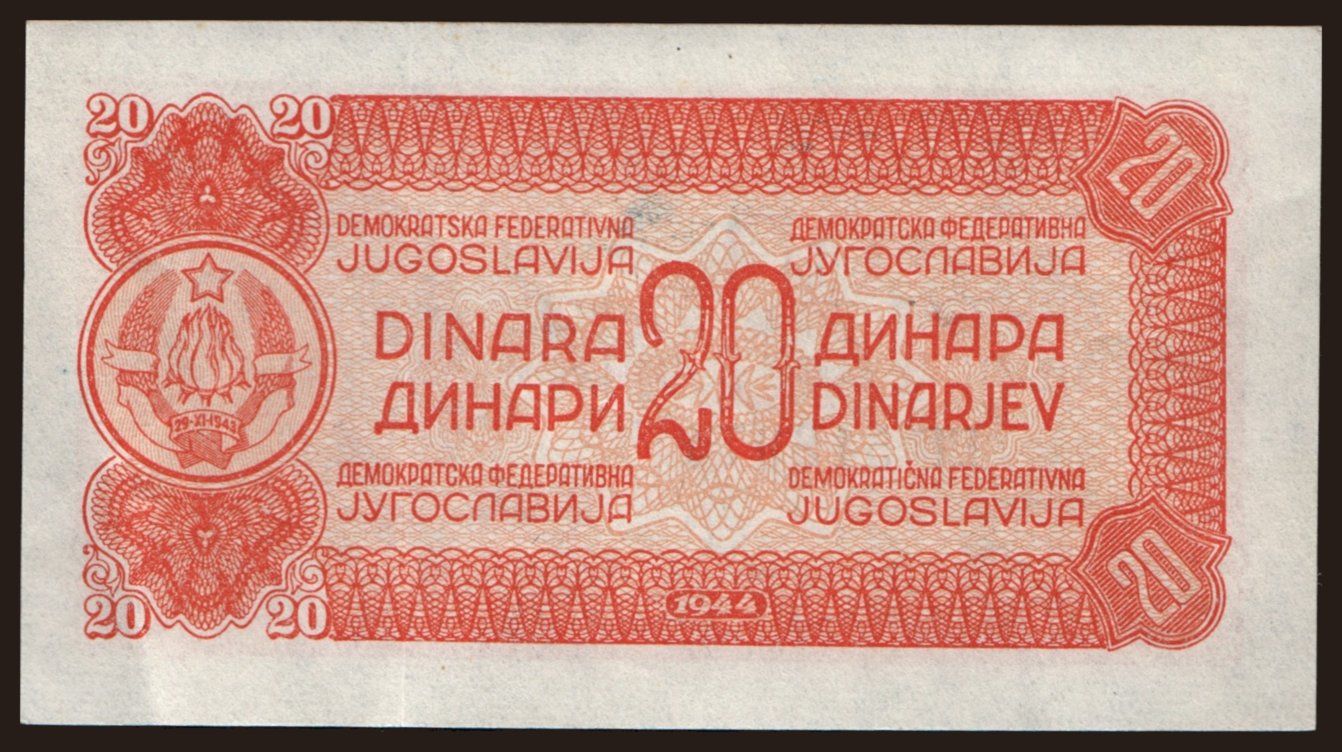 20 20
20
DEMOKRATSKA FEDERATIVNA
JUGOSLAVIJA
ДЕМОКРАТСКА ФЕДЕРАТИВНА
ЈУГОСЛАВИЈА
DINARA
ДИНАРИ
20
ДИНАРА
DINARJEV
29·XI·1943
ДЕМОКРАТСКА ФЕДЕРАТИВНА
ЈУГОСЛАВИЈА
DEMOKRATIČNA FEDERATIVNA
JUGOSLAVIJA
20 20
1944
20